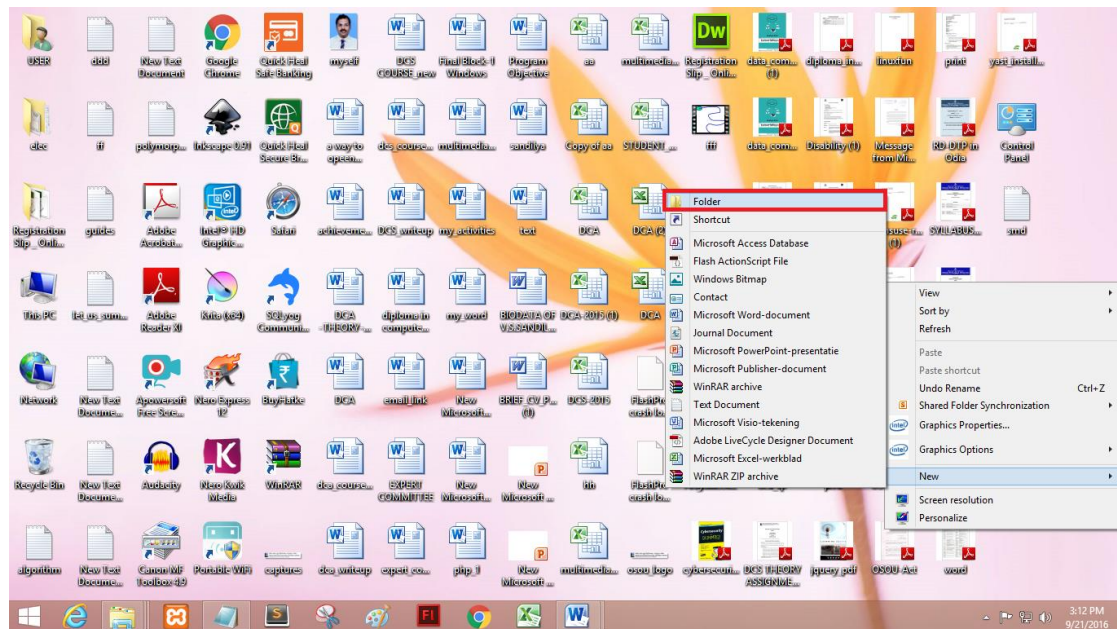 USER
ddd
New Text Document
Google Chrome
Quick Heal Safe Banking
myself
DCS COURSE_new
Final Block-1 Windows
Program Objective
aa
multimedia...
Registration Slip _ Onli...
data_com... (1)
diploma_in...
linuxfun
print
yast_install...
elec
ff
polymorp...
Inkscape 0.91
Quick Heal Secure Br...
a way to opeen...
dcs_course...
multimedia...
sandilya
Copy of aa
STUDENT_...
fff
data_com...
Disability (1)
Message from Mi...
RD-DTP in Odia
Control Panel
Registration Slip _ Onli...
guides
Adobe Acrobat...
Intel® HD Graphic...
Safari
achieveme...
DCS_writeup
my_activities
text
DCA
DCA (2
(1)
SYLLABUS...
smd
This PC
let_us_sum...
Adobe Reader XI
Krita (x64)
SQLyog Communi...
DCA -THEORY-...
diploma in compute...
my_word
BIODATA OF V.S.SANDIL...
DCA-2015 (1)
DCA
Network
New Text Docume...
Apowersoft Free Scre...
Nero Express 12
BuyHatke
DCA
email_link
New Microsoft...
BRIEF_CV_P... (1)
DCS-2015
FlashPl...
crash lo...
Recycle Bin
New Text Docume...
Audacity
Nero Kwik Media
WinRAR
dca_course...
EXPERT COMMITTEE
New Microsoft...
New Microsoft ...
hh
FlashPl...
crash lo...
algorithm
New Text Docume...
Canon MF Toolbox 4.9
Portable WiFi
captures
dca_writeup
expert_co...
php_1
New Microsoft ...
multimedia...
osou_logo
cybersecuri...
DCS THEORY ASSIGNME...
jquery_pdf
OSOU-Act
word
Folder
Shortcut
Microsoft Access Database
Flash ActionScript File
Windows Bitmap
Contact
Microsoft Word-document
Journal Document
Microsoft PowerPoint-presentatie
Microsoft Publisher-document
WinRAR archive
Text Document
Microsoft Visio-tekening
Adobe LiveCycle Designer Document
Microsoft Excel-werkblad
WinRAR ZIP archive
View
Sort by
Refresh
Paste
Paste shortcut
Undo Rename Ctrl+Z
Shared Folder Synchronization
Graphics Properties...
Graphics Options
New
Screen resolution
Personalize
3:12 PM
9/21/2016